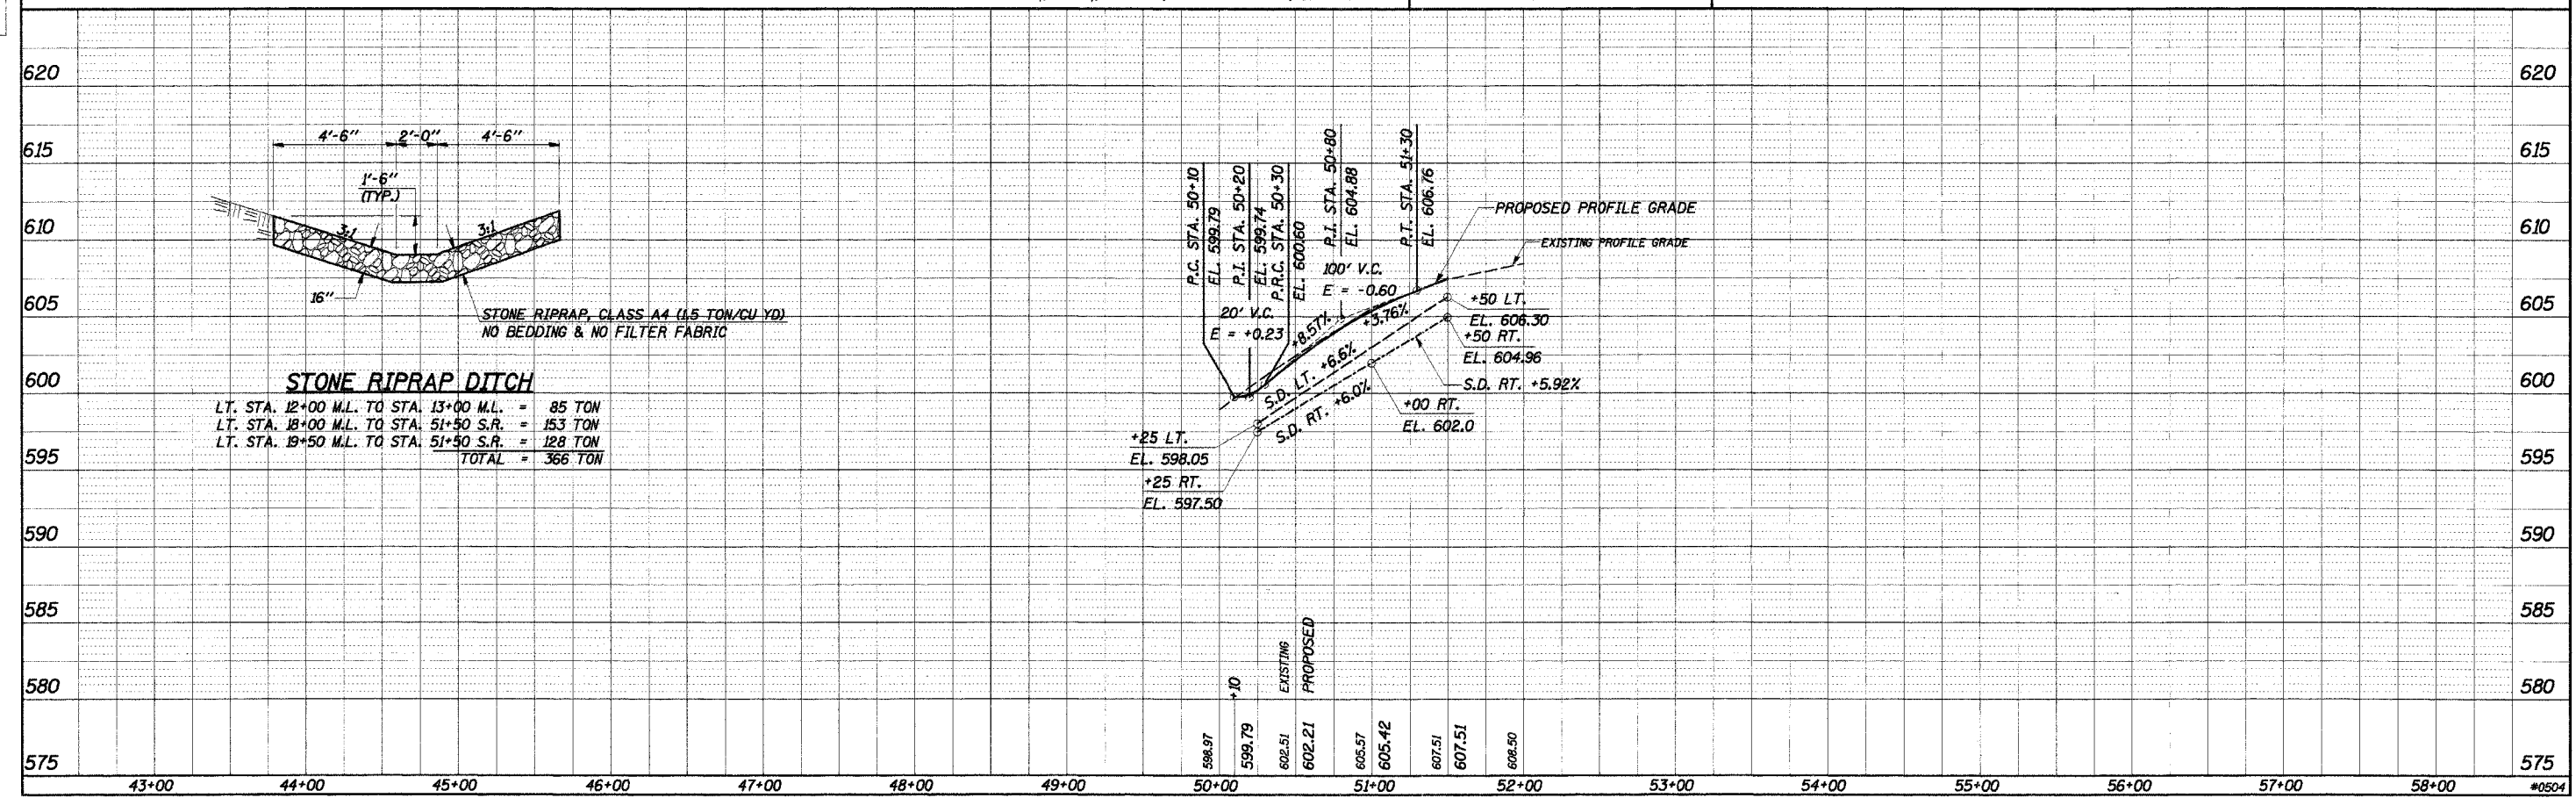 620
615
610
605
600
595
590
585
580
575
4'-6" 2'-0" 4'-6"
1'-6"
(TYP.)
3:1 3:1
16"
STONE RIPRAP, CLASS A4 (1.5 TON/CU YD)
NO BEDDING & NO FILTER FABRIC
STONE RIPRAP DITCH
LT. STA. 12+00 M.L. TO STA. 13+00 M.L. = 85 TON
LT. STA. 18+00 M.L. TO STA. 51+50 S.R. = 153 TON
LT. STA. 19+50 M.L. TO STA. 51+50 S.R. = 128 TON
TOTAL = 366 TON
P.C. STA. 50+10
EL. 599.79
P.I. STA. 50+20
EL. 599.74
P.R.C. STA. 50+30
EL. 600.60
P.I. STA. 50+80
EL. 604.88
P.T. STA. 51+30
EL. 606.76
20' V.C.
E = +0.23
100' V.C.
E = -0.60
+8.57%
+3.76%
PROPOSED PROFILE GRADE
EXISTING PROFILE GRADE
S.D. LT. +6.6%
S.D. RT. +6.0%
+50 LT.
EL. 606.30
+50 RT.
EL. 604.96
S.D. RT. +5.92%
+00 RT.
EL. 602.0
+25 LT.
EL. 598.05
+25 RT.
EL. 597.50
+10
EXISTING
PROPOSED
598.97
599.79
602.51
602.21
605.57
605.42
607.51
607.51
608.50
620
615
610
605
600
595
590
585
580
575
43+00 44+00 45+00 46+00 47+00 48+00 49+00 50+00 51+00 52+00 53+00 54+00 55+00 56+00 57+00 58+00
#0504